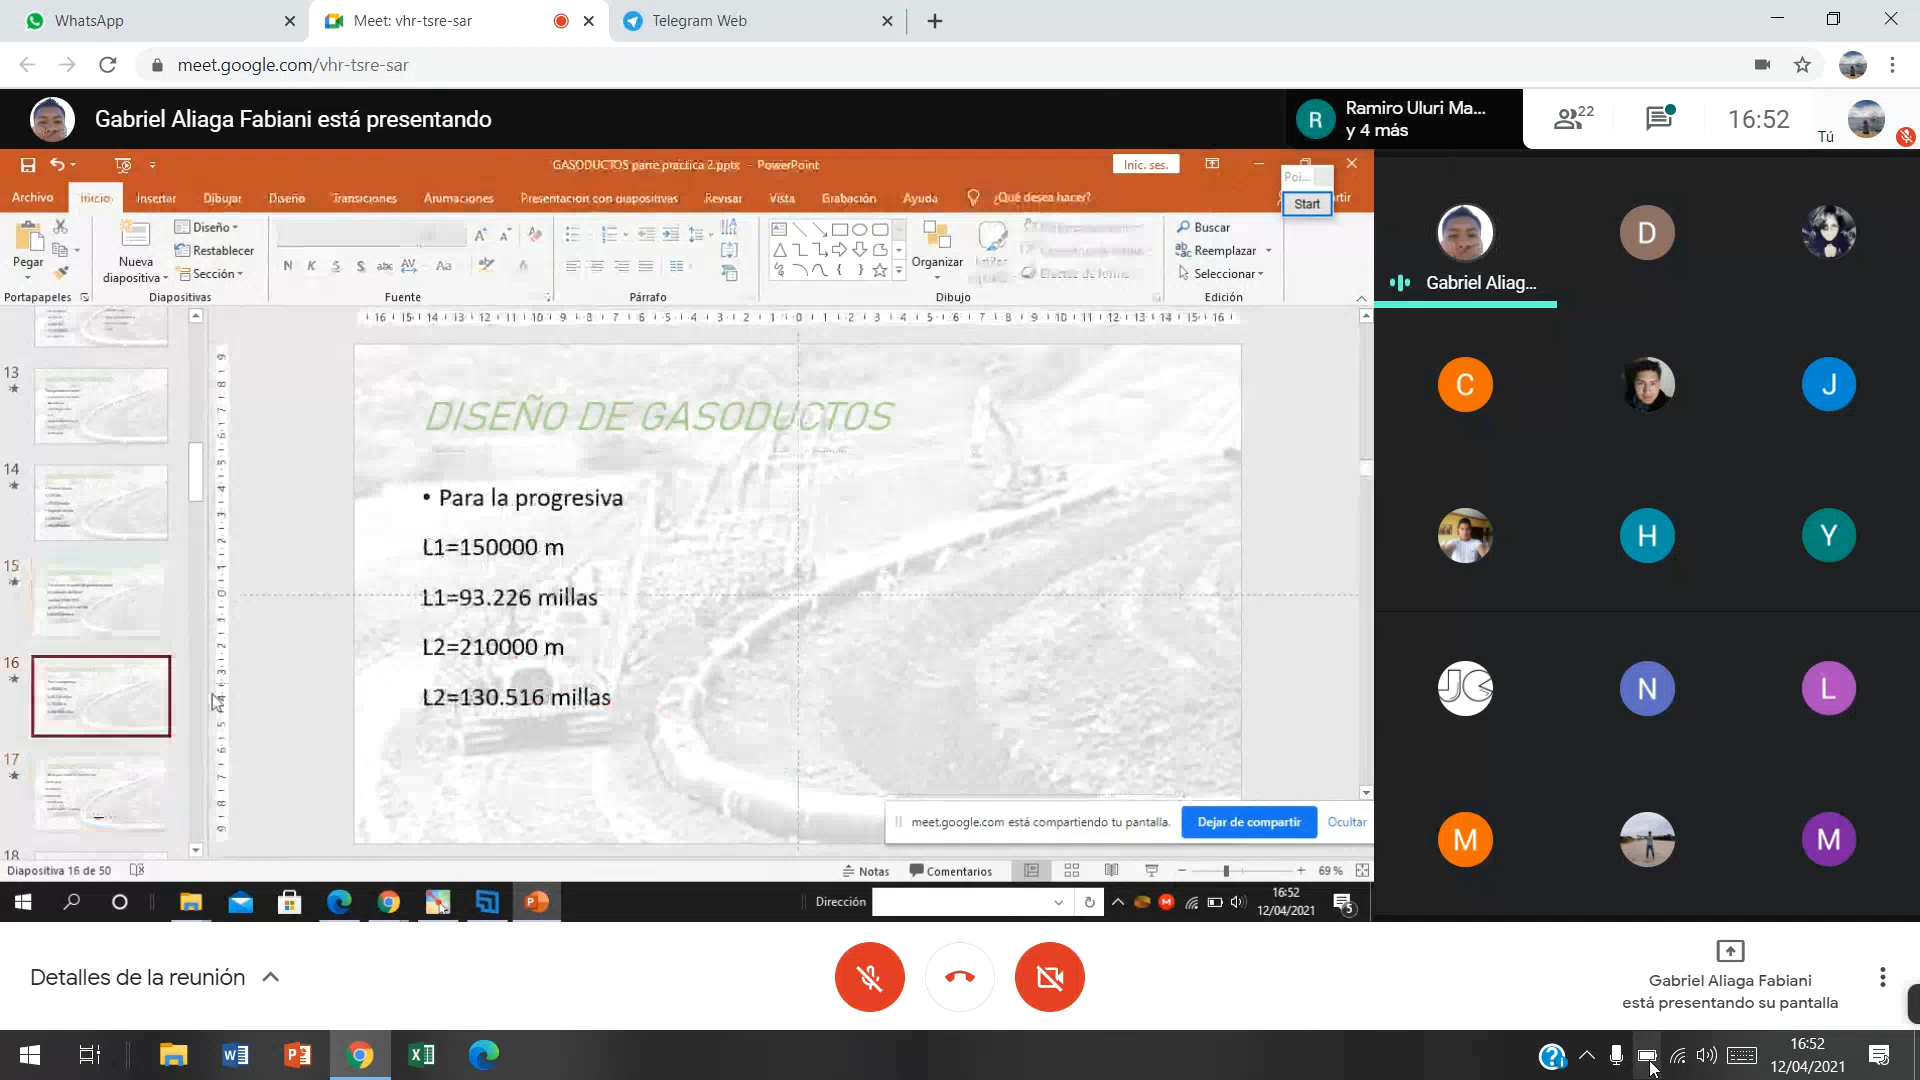 WhatsApp
Meet: vhr-tsre-sar
Telegram Web
meet.google.com/vhr-tsre-sar
Gabriel Aliaga Fabiani está presentando
R
Ramiro Uluri Ma...
y 4 más
22
16:52
Tú
GASODUCTOS parte practica 2.pptx - PowerPoint
Inic. ses.
Poi...
Start
Archivo
Inicio
Insertar
Dibujar
Diseño
Transiciones
Animaciones
Presentación con diapositivas
Revisar
Vista
Grabación
Ayuda
¿Qué desea hacer?
rtir
Pegar
Nueva
diapositiva
Diseño
Restablecer
Sección
N K S S abc AV Aa
Organizar
Buscar
Reemplazar
Seleccionar
Portapapeles
Diapositivas
Fuente
Párrafo
Dibujo
Edición
13
14
15
16
17
18
DISEÑO DE GASODUCTOS
• Para la progresiva
L1=150000 m
L1=93.226 millas
L2=210000 m
L2=130.516 millas
meet.google.com está compartiendo tu pantalla.
Dejar de compartir
Ocultar
Diapositiva 16 de 50
Notas
Comentarios
69 %
Dirección
16:52
12/04/2021
5
Gabriel Aliag...
D
C
J
H
Y
JC
N
L
M
M
Detalles de la reunión
Gabriel Aliaga Fabiani
está presentando su pantalla
16:52
12/04/2021